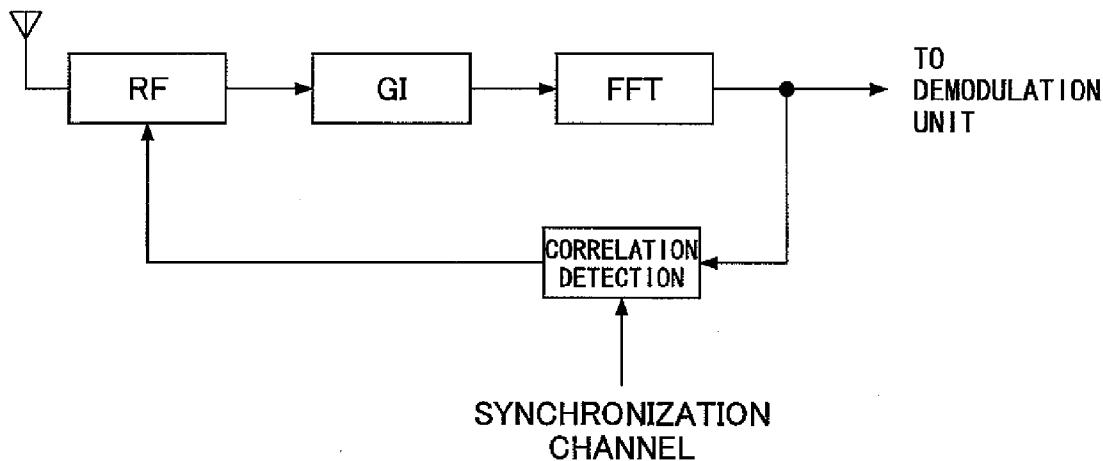 RF
GI
FFT
TO
DEMODULATION
UNIT
CORRELATION
DETECTION
SYNCHRONIZATION
CHANNEL